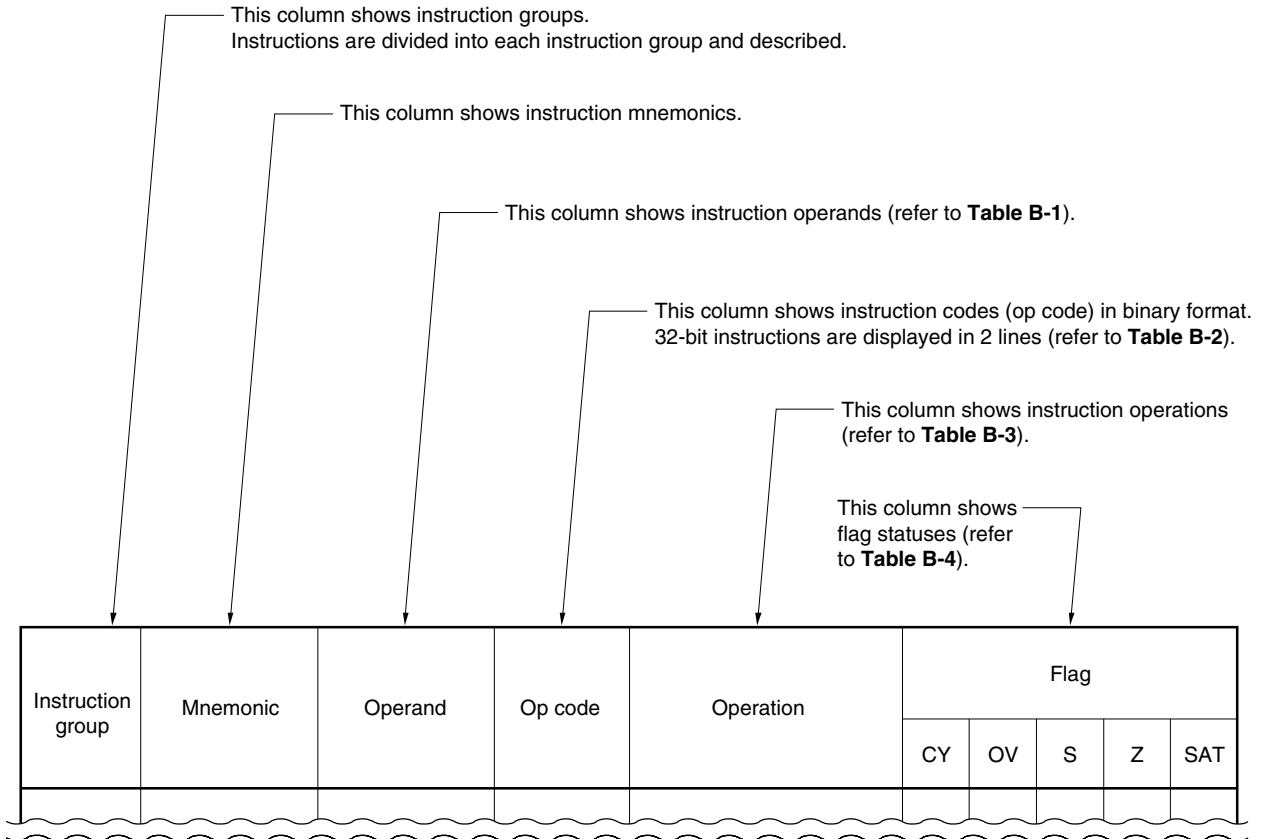 This column shows instruction groups.
Instructions are divided into each instruction group and described.
This column shows instruction mnemonics.
This column shows instruction operands (refer to Table B-1).
This column shows instruction codes (op code) in binary format.
32-bit instructions are displayed in 2 lines (refer to Table B-2).
This column shows instruction operations
(refer to Table B-3).
This column shows
flag statuses (refer
to Table B-4).
Instruction
group
Mnemonic
Operand
Op code
Operation
Flag
CY
OV
S
Z
SAT